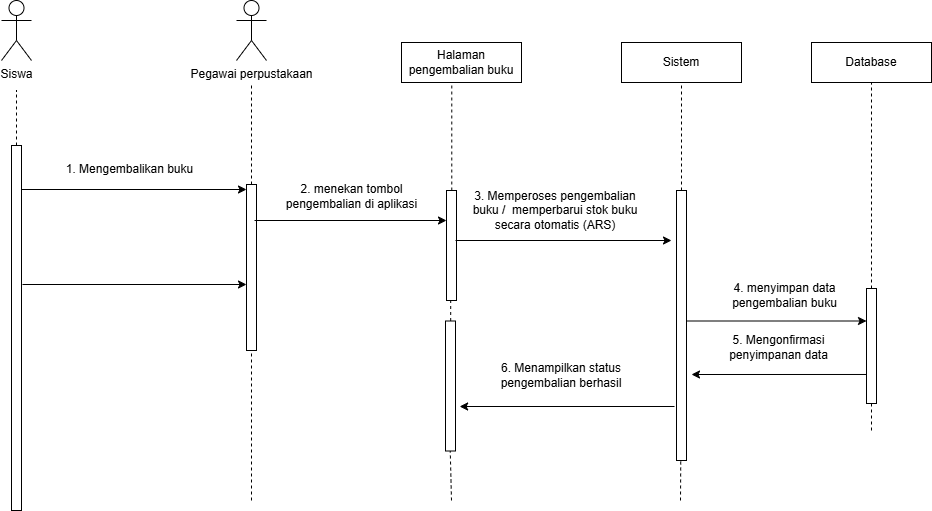 Siswa
Pegawai perpustakaan
Halaman
pengembalian buku
Sistem
Database
1. Mengembalikan buku
2. menekan tombol
pengembalian di aplikasi
3. Memperoses pengembalian
buku / memperbarui stok buku
secara otomatis (ARS)
4. menyimpan data
pengembalian buku
5. Mengonfirmasi
penyimpanan data
6. Menampilkan status
pengembalian berhasil